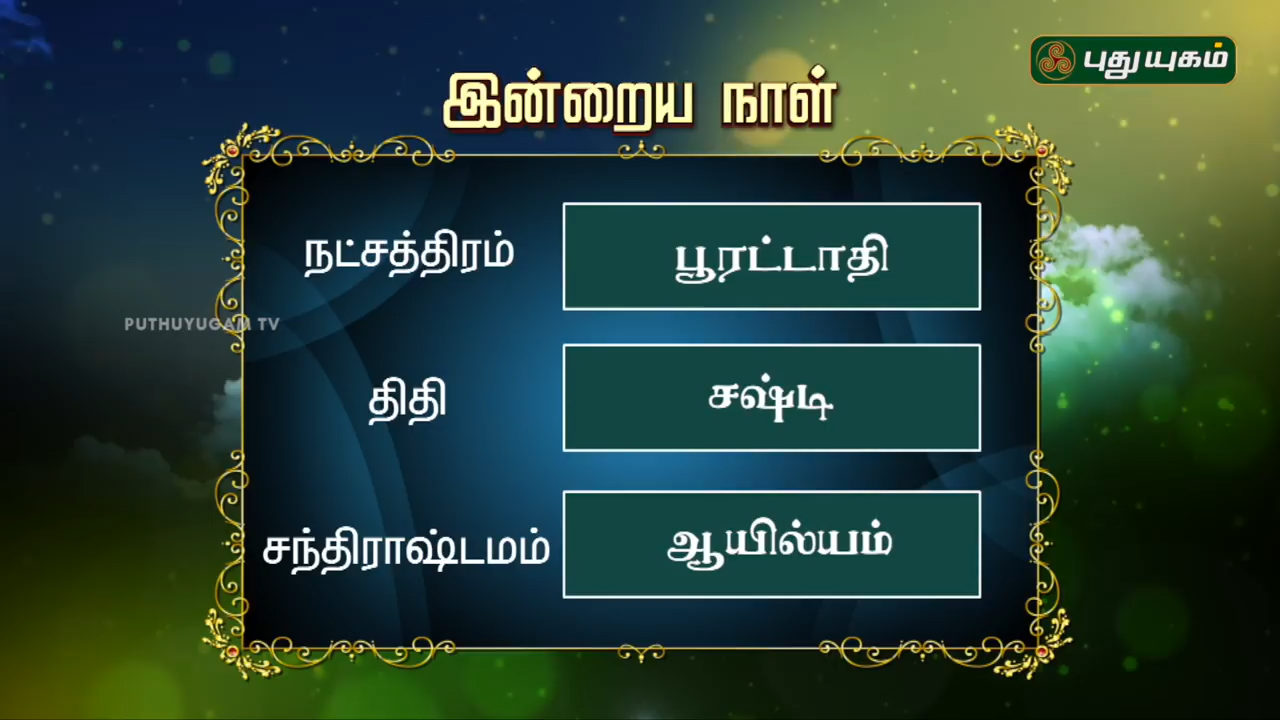 புதுயுகம்
இன்றைய நாள்
நட்சத்திரம் பூரட்டாதி
PUTHUYUGAM TV
திதி சஷ்டி
சந்திராஷ்டமம் ஆயில்யம்